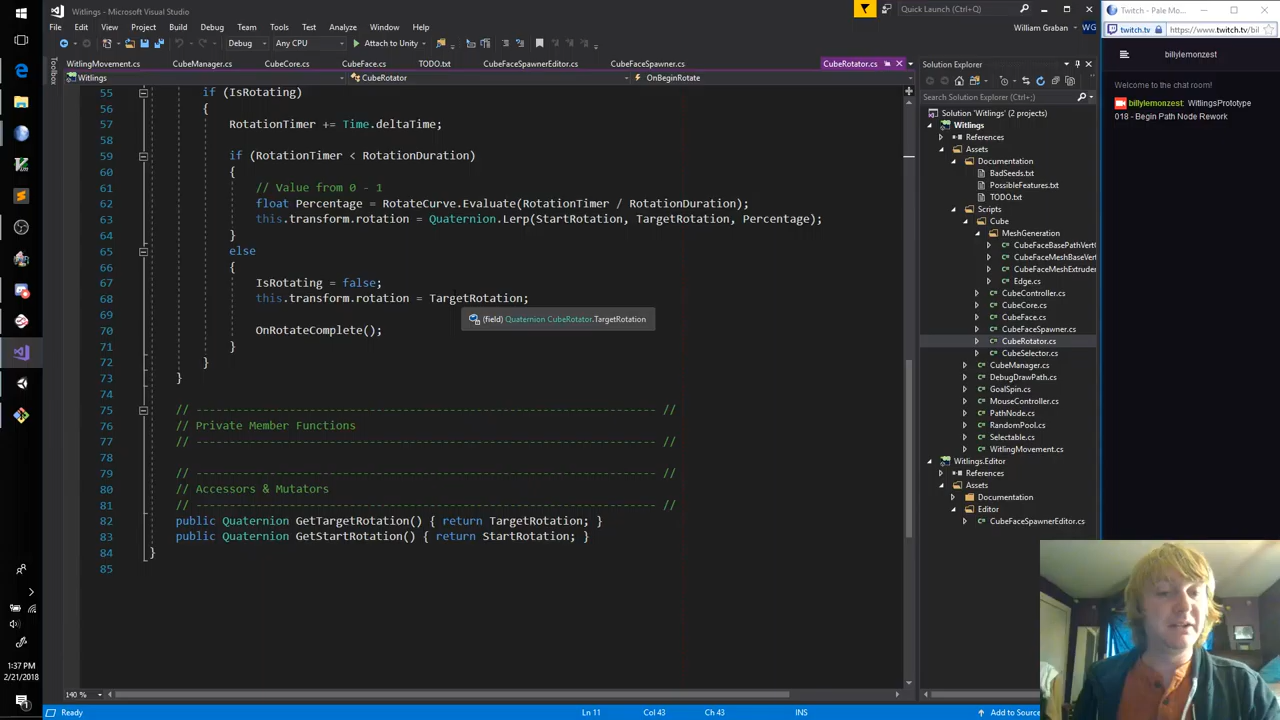 Witlings - Microsoft Visual Studio
Quick Launch (Ctrl+Q)
File Edit View Project Build Debug Team Tools Test Analyze Window Help
William Graban WG
Debug Any CPU Attach to Unity
WitlingMovement.cs CubeManager.cs CubeCore.cs CubeFace.cs TODO.txt CubeFaceSpawnerEditor.cs CubeFaceSpawner.cs CubeRotator.cs
Witlings CubeRotator OnBeginRotate
Toolbox
55 if (IsRotating)
56 {
57 RotationTimer += Time.deltaTime;
58
59 if (RotationTimer < RotationDuration)
60 {
61 // Value from 0 - 1
62 float Percentage = RotateCurve.Evaluate(RotationTimer / RotationDuration);
63 this.transform.rotation = Quaternion.Lerp(StartRotation, TargetRotation, Percentage);
64 }
65 else
66 {
67 IsRotating = false;
68 this.transform.rotation = TargetRotation;
69
(field) Quaternion CubeRotator.TargetRotation
70 OnRotateComplete();
71 }
72 }
73 }
74
75 // -------------------------------------------------------------------- //
76 // Private Member Functions
77 // -------------------------------------------------------------------- //
78
79 // -------------------------------------------------------------------- //
80 // Accessors & Mutators
81 // -------------------------------------------------------------------- //
82 public Quaternion GetTargetRotation() { return TargetRotation; }
83 public Quaternion GetStartRotation() { return StartRotation; }
84 }
85
140 %
Ready Ln 11 Col 43 Ch 43 INS Add to Source
Solution Explorer
Search Solution Explorer (Ctrl+;)
Solution 'Witlings' (2 projects)
Witlings
References
Assets
Documentation
BadSeeds.txt
PossibleFeatures.txt
TODO.txt
Scripts
Cube
MeshGeneration
CubeFaceBasePathVert
CubeFaceMeshBaseVert
CubeFaceMeshExtruder
Edge.cs
CubeController.cs
CubeCore.cs
CubeFace.cs
CubeFaceSpawner.cs
CubeRotator.cs
CubeSelector.cs
CubeManager.cs
DebugDrawPath.cs
GoalSpin.cs
MouseController.cs
PathNode.cs
RandomPool.cs
Selectable.cs
WitlingMovement.cs
Witlings.Editor
References
Assets
Documentation
Editor
CubeFaceSpawnerEditor.cs
Twitch - Pale Mo...
twitch.tv https://www.twitch.tv/bil
billylemonzest
Welcome to the chat room!
billylemonzest: WitlingsPrototype
018 - Begin Path Node Rework
1:37 PM
2/21/2018